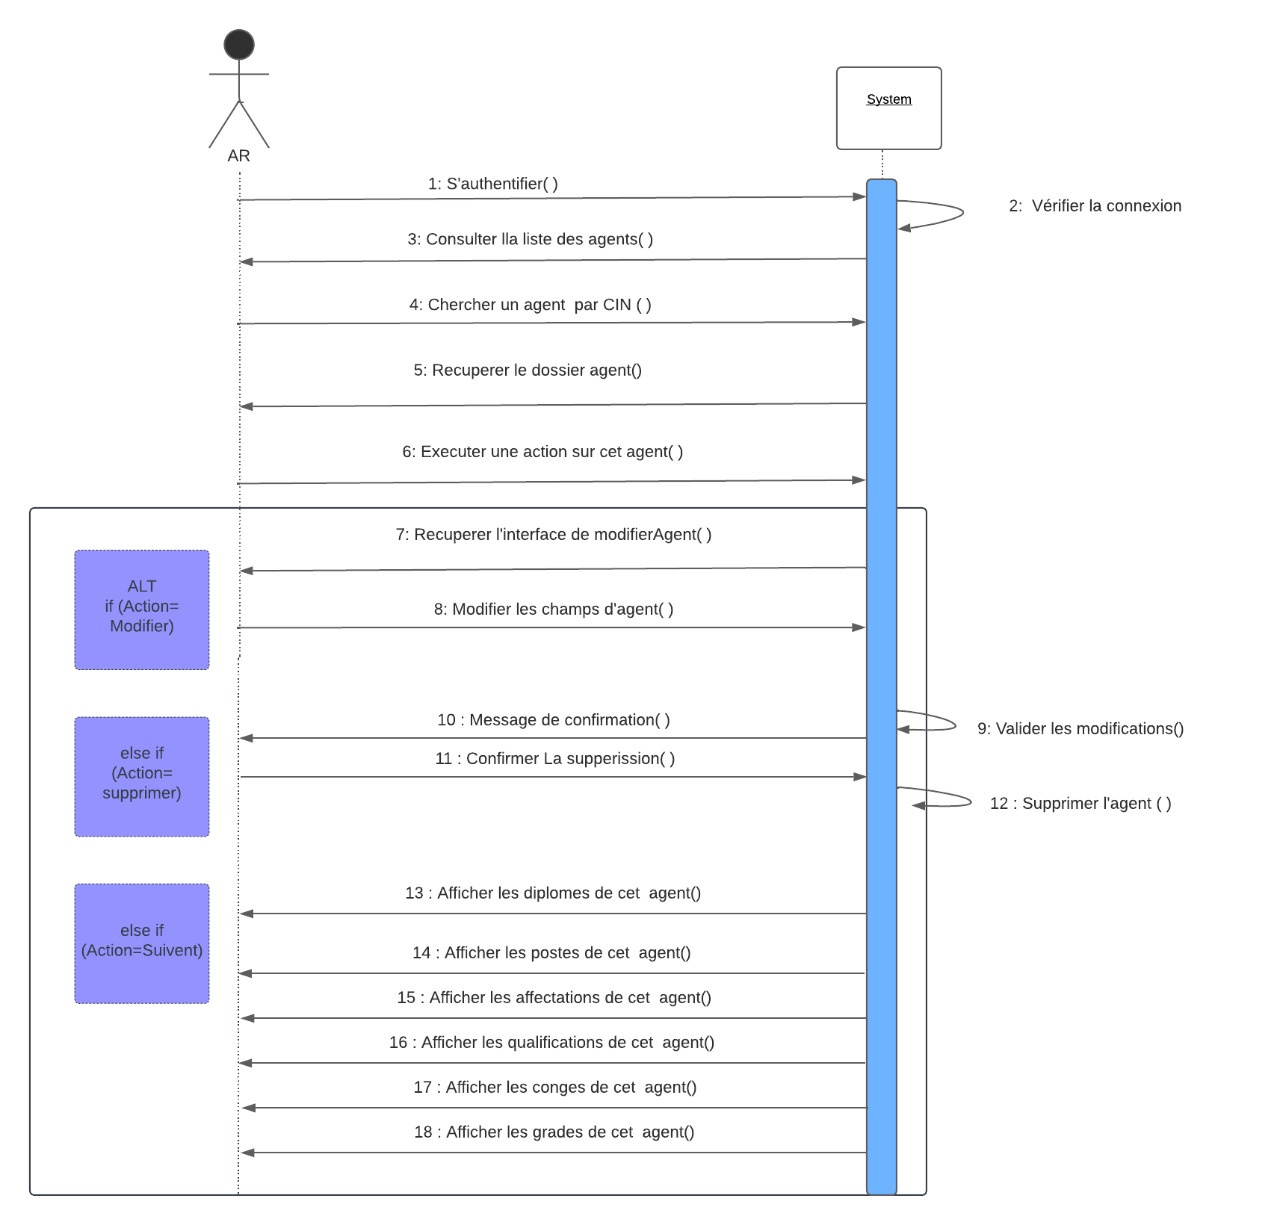 System
AR
1: S'authentifier( )
2:  Vérifier la connexion
3: Consulter lla liste des agents( )
4: Chercher un agent  par CIN ( )
5: Recuperer le dossier agent()
6: Executer une action sur cet agent( )
7: Recuperer l'interface de modifierAgent( )
ALT
if (Action=
Modifier)
8: Modifier les champs d'agent( )
10 : Message de confirmation( )
9: Valider les modifications()
else if
(Action=
supprimer)
11 : Confirmer La supperission( )
12 : Supprimer l'agent ( )
13 : Afficher les diplomes de cet  agent()
else if
(Action=Suivent)
14 : Afficher les postes de cet  agent()
15 : Afficher les affectations de cet  agent()
16 : Afficher les qualifications de cet  agent()
17 : Afficher les conges de cet  agent()
18 : Afficher les grades de cet  agent()